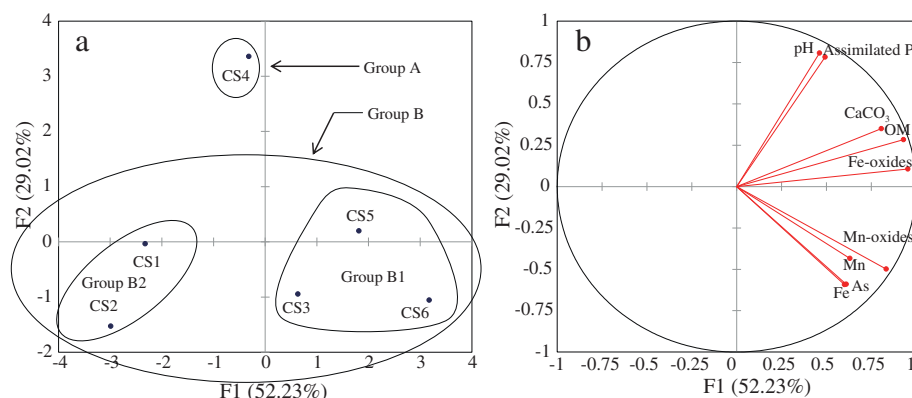 a
4
3
2
1
0
-1
-2
F2 (29.02%)
-4
-3
-2
-1
0
1
2
3
4
F1 (52.23%)
CS4
Group A
Group B
CS5
CS1
Group B2
CS2
Group B1
CS3
CS6
b
1
0.75
0.5
0.25
0
-0.25
-0.5
-0.75
-1
F2 (29.02%)
-1
-0.75
-0.5
-0.25
0
0.25
0.5
0.75
1
F1 (52.23%)
pH
Assimilated P
CaCO₃
OM
Fe-oxides
Mn-oxides
Mn
Fe
As